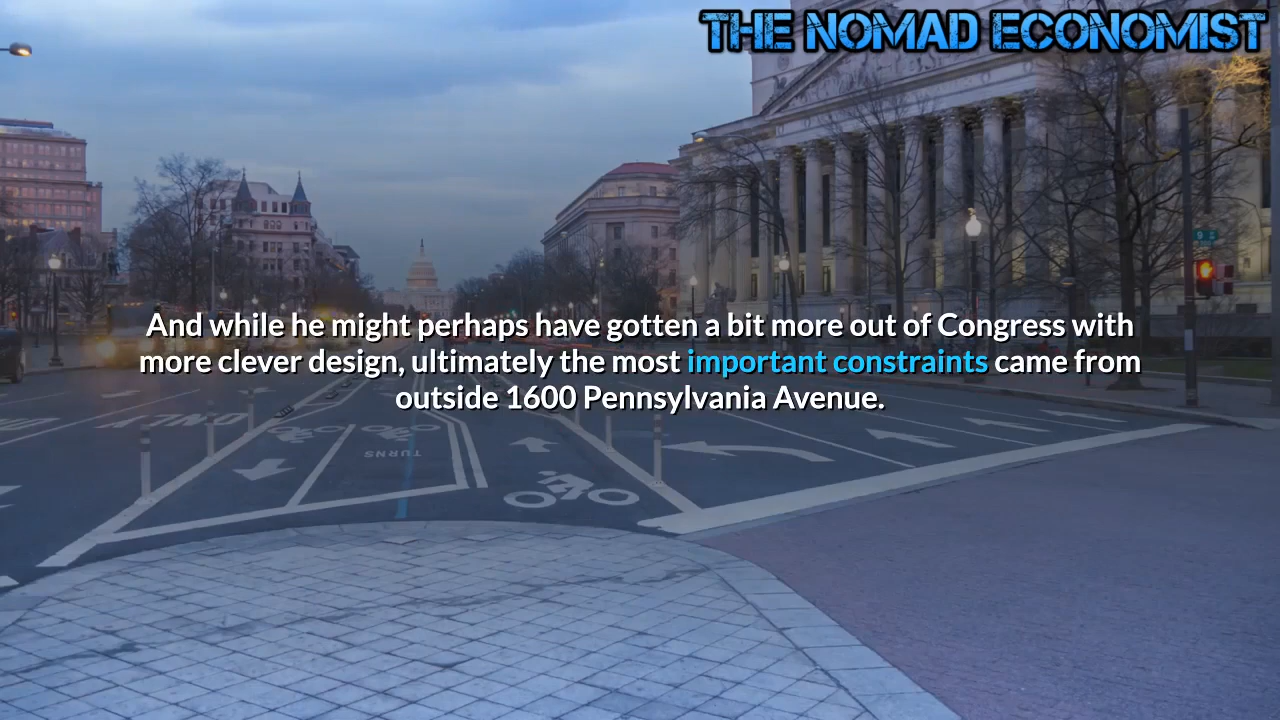 THE NOMAD ECONOMIST
9
And while he might perhaps have gotten a bit more out of Congress with
more clever design, ultimately the most important constraints came from
outside 1600 Pennsylvania Avenue.
ONLY
TURNS